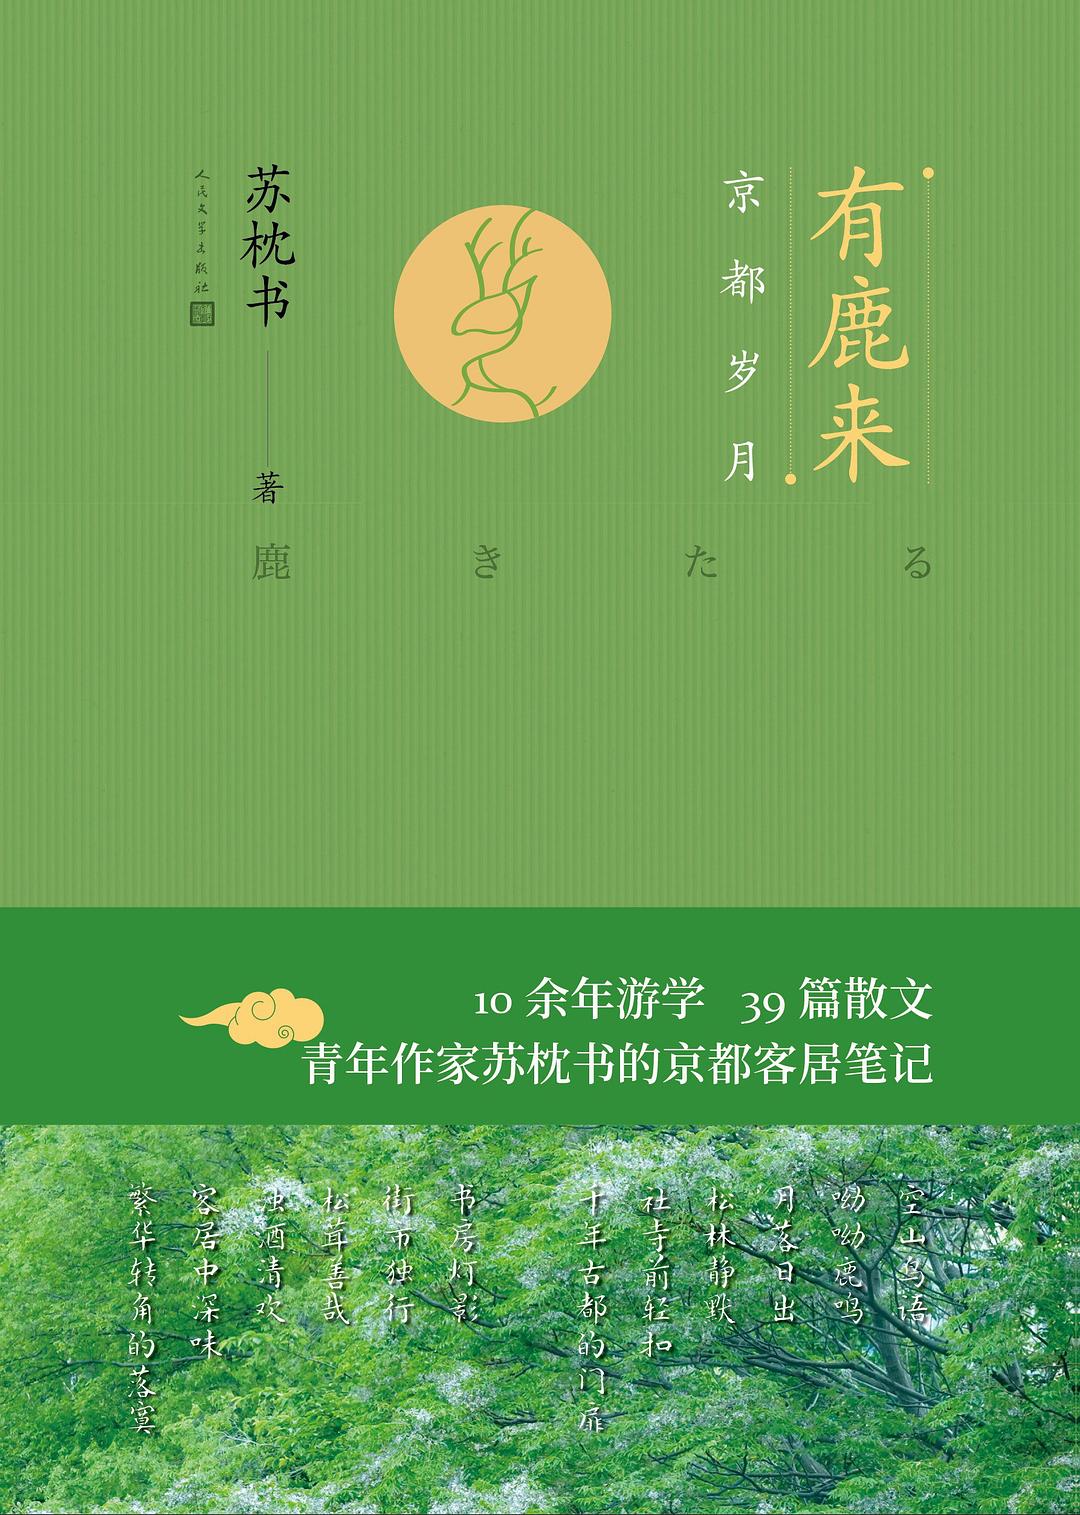 有鹿来
京都岁月
苏枕书
著
人民文学出版社
鹿きたる
10 余年游学 39 篇散文
青年作家苏枕书的京都客居笔记
空山鸟语
呦呦鹿鸣
月落日出
松林静默
社寺前轻扣
千年古都的门扉
书房灯影
街市独行
松茸善哉
浊酒清欢
客居中深味
繁华转角的落寞